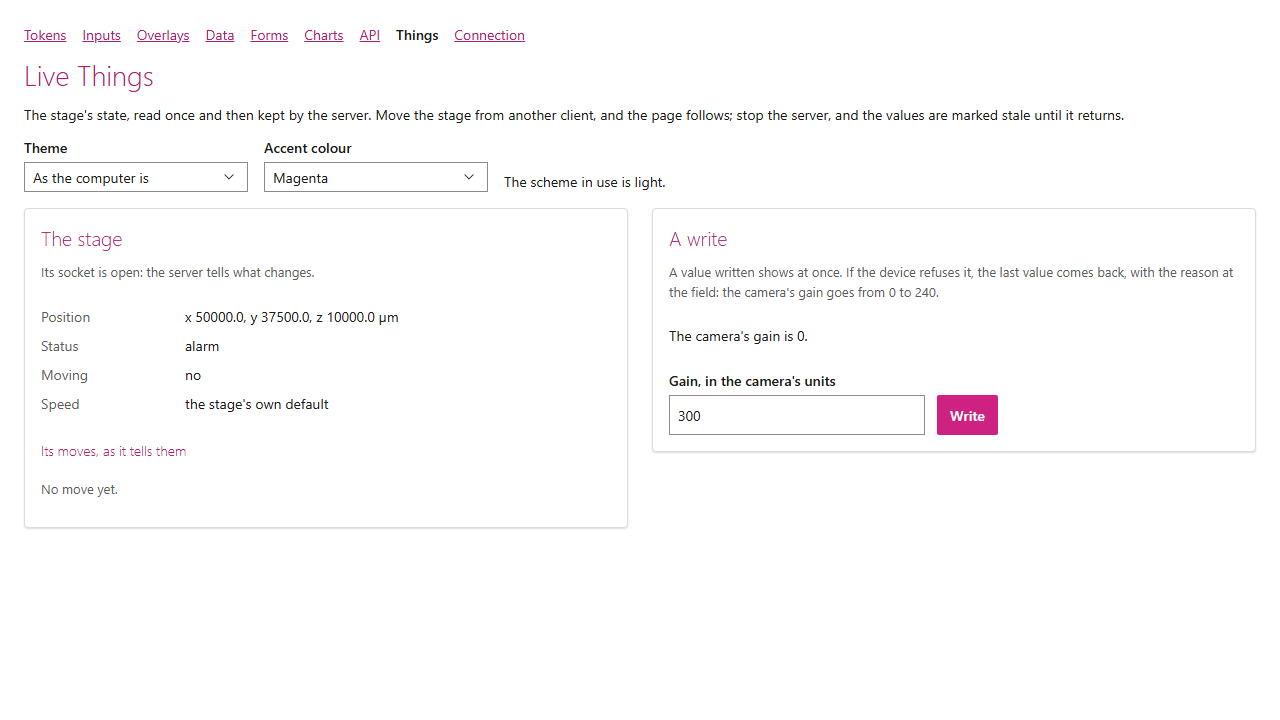 Tokens Inputs Overlays Data Forms Charts API Things Connection
Live Things
The stage's state, read once and then kept by the server. Move the stage from another client, and the page follows; stop the server, and the values are marked stale until it returns.
Theme
As the computer is
Accent colour
Magenta
The scheme in use is light.
The stage
Its socket is open: the server tells what changes.
Position x 50000.0, y 37500.0, z 10000.0 µm
Status alarm
Moving no
Speed the stage's own default
Its moves, as it tells them
No move yet.
A write
A value written shows at once. If the device refuses it, the last value comes back, with the reason at
the field: the camera's gain goes from 0 to 240.
The camera's gain is 0.
Gain, in the camera's units
300 Write